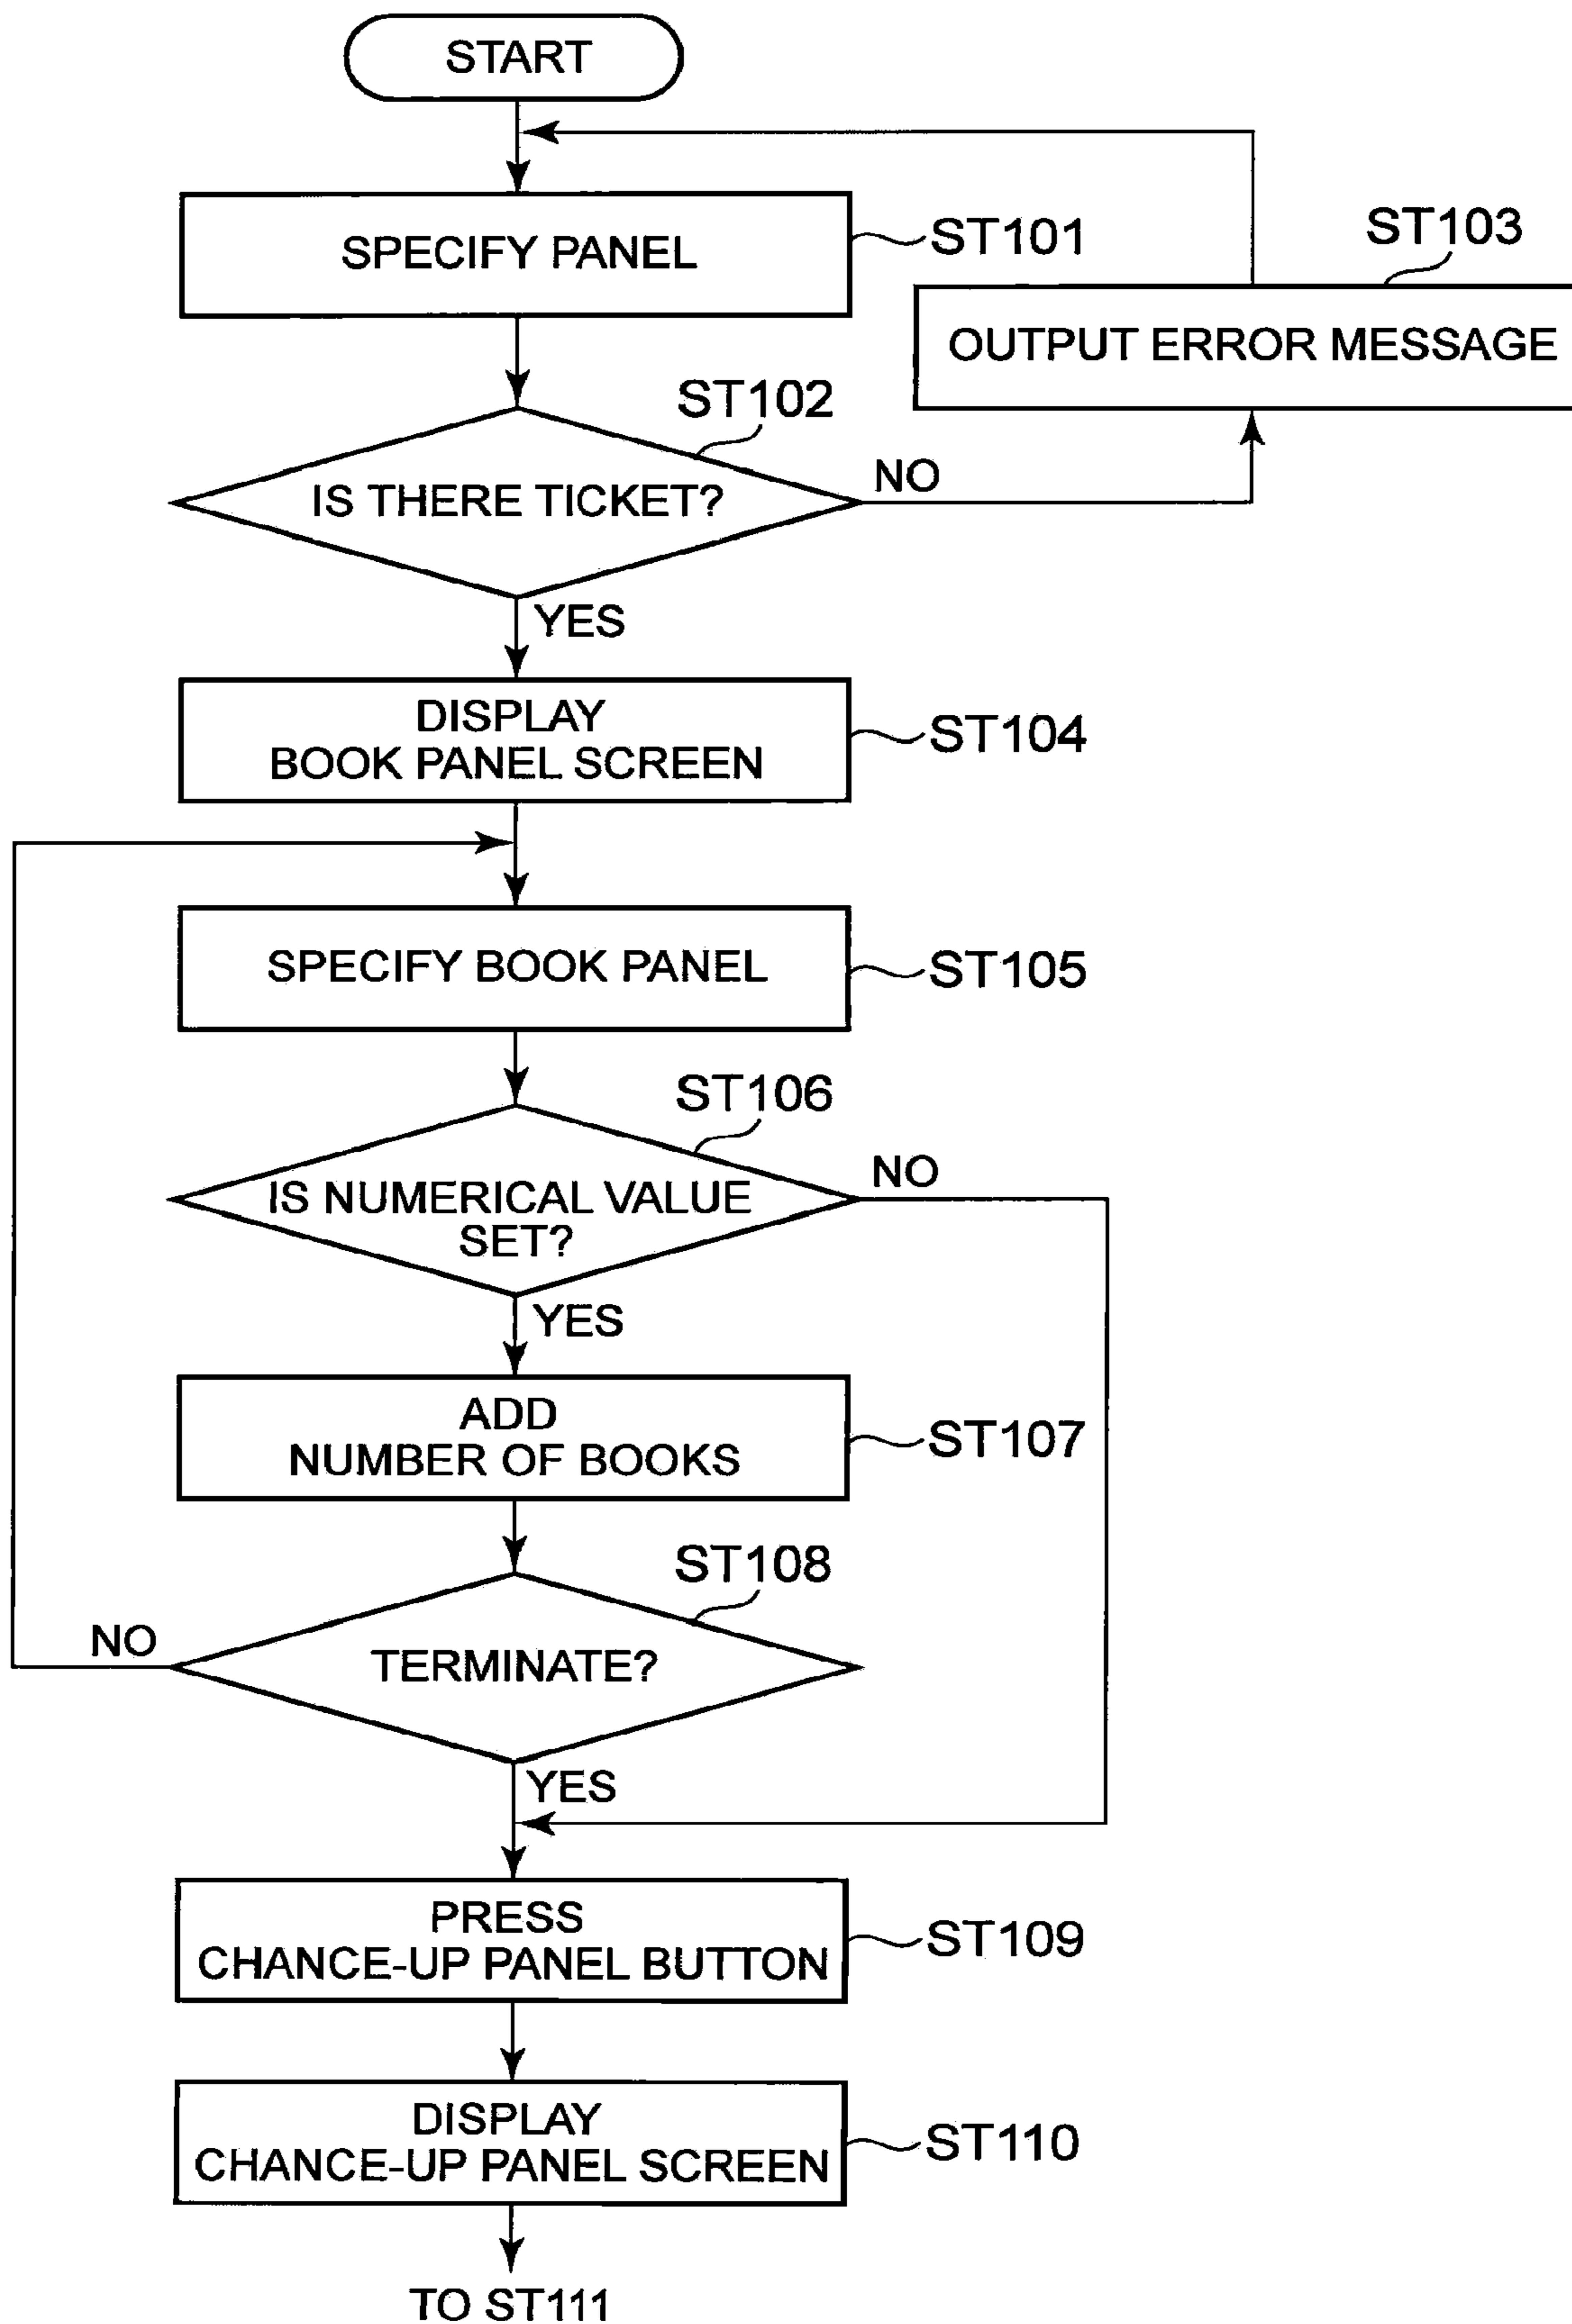 START
SPECIFY PANEL
ST101
ST103
OUTPUT ERROR MESSAGE
ST102
IS THERE TICKET?
NO
YES
DISPLAY
BOOK PANEL SCREEN
ST104
SPECIFY BOOK PANEL
ST105
ST106
IS NUMERICAL VALUE
SET?
NO
YES
ADD
NUMBER OF BOOKS
ST107
ST108
TERMINATE?
NO
YES
PRESS
CHANCE-UP PANEL BUTTON
ST109
DISPLAY
CHANCE-UP PANEL SCREEN
ST110
TO ST111